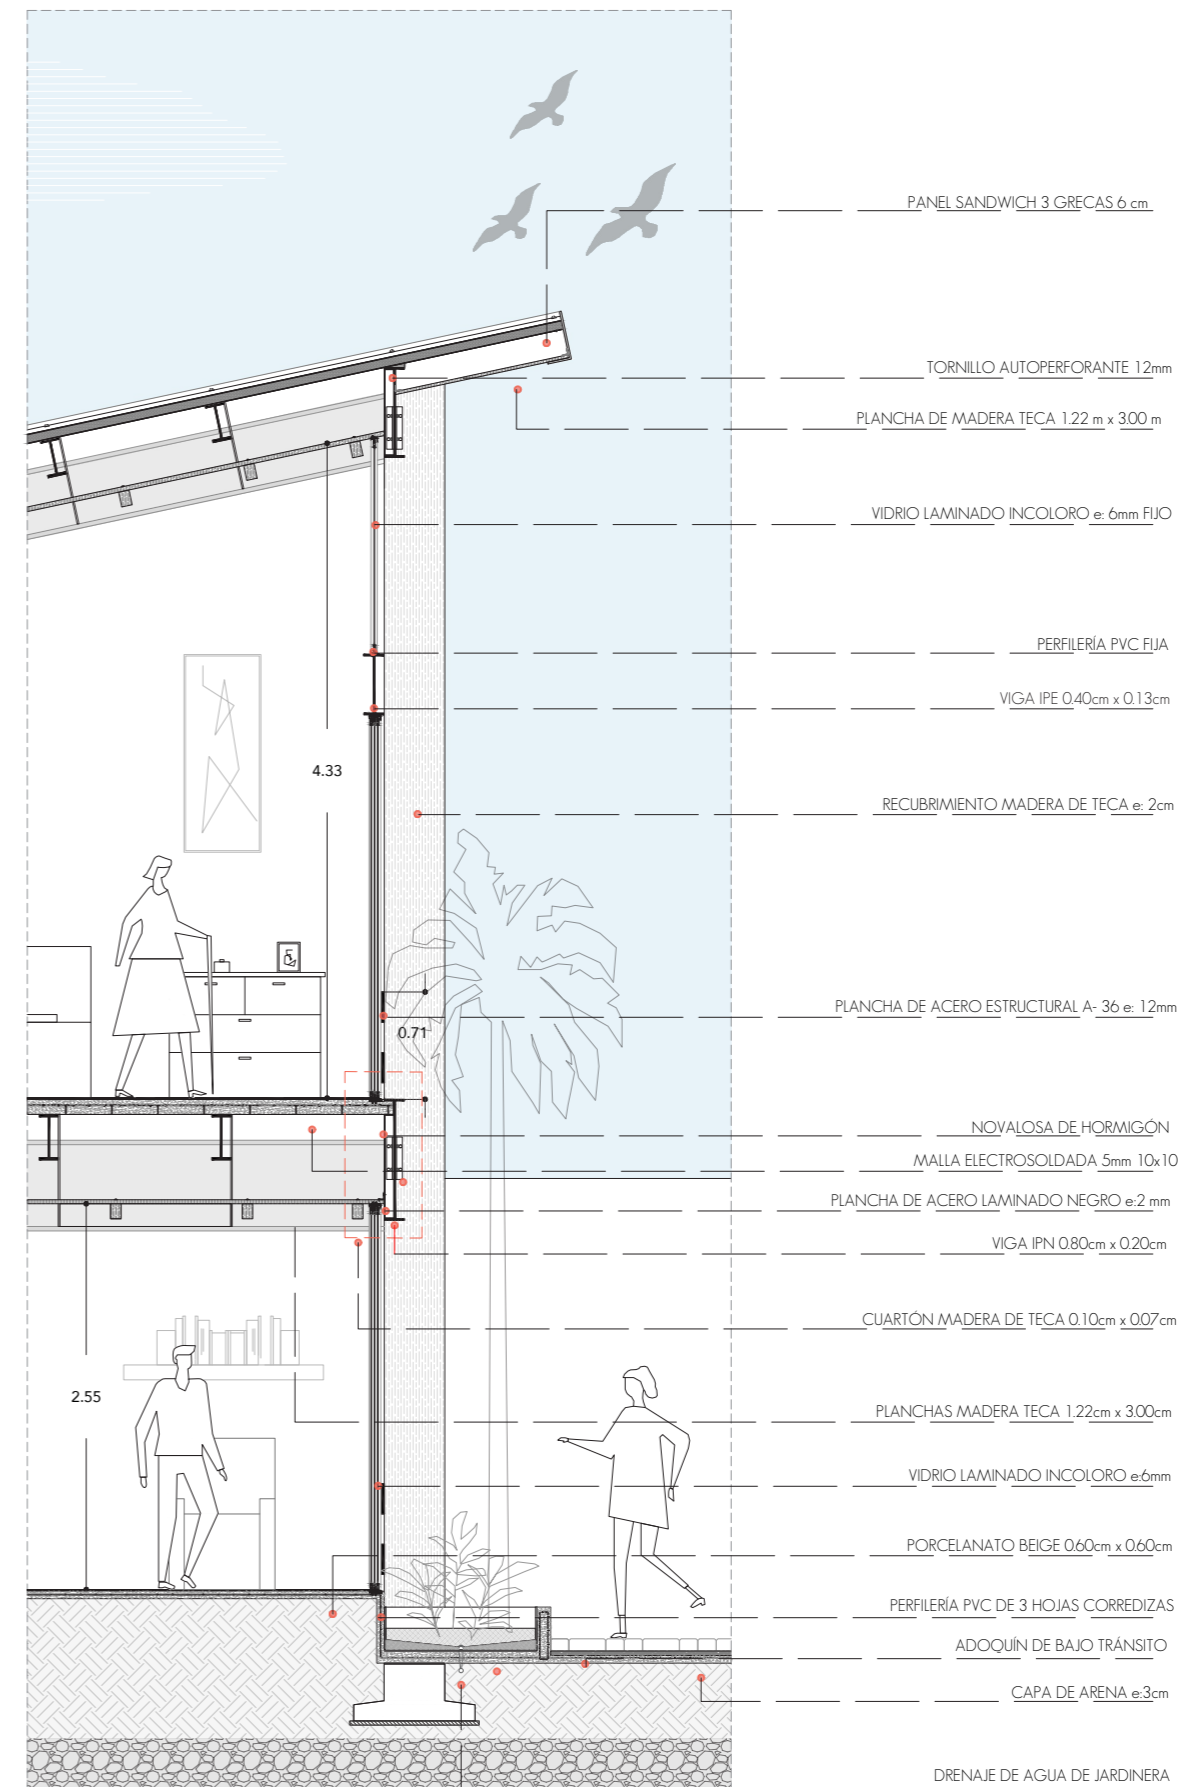 PANEL SANDWICH 3 GRECAS 6 cm
TORNILLO AUTOPERFORANTE 12mm
PLANCHA DE MADERA TECA 1.22 m x 3.00 m
VIDRIO LAMINADO INCOLORO e: 6mm FIJO
PERFILERÍA PVC FIJA
VIGA IPE 0.40cm x 0.13cm
4.33
RECUBRIMIENTO MADERA DE TECA e: 2cm
PLANCHA DE ACERO ESTRUCTURAL A- 36 e: 12mm
0.71
NOVALOSA DE HORMIGÓN
MALLA ELECTROSOLDADA 5mm 10x10
PLANCHA DE ACERO LAMINADO NEGRO e:2 mm
VIGA IPN 0.80cm x 0.20cm
CUARTÓN MADERA DE TECA 0.10cm x 0.07cm
2.55
PLANCHAS MADERA TECA 1.22cm x 3.00cm
VIDRIO LAMINADO INCOLORO e:6mm
PORCELANATO BEIGE 0.60cm x 0.60cm
PERFILERÍA PVC DE 3 HOJAS CORREDIZAS
ADOQUÍN DE BAJO TRÁNSITO
CAPA DE ARENA e:3cm
DRENAJE DE AGUA DE JARDINERA